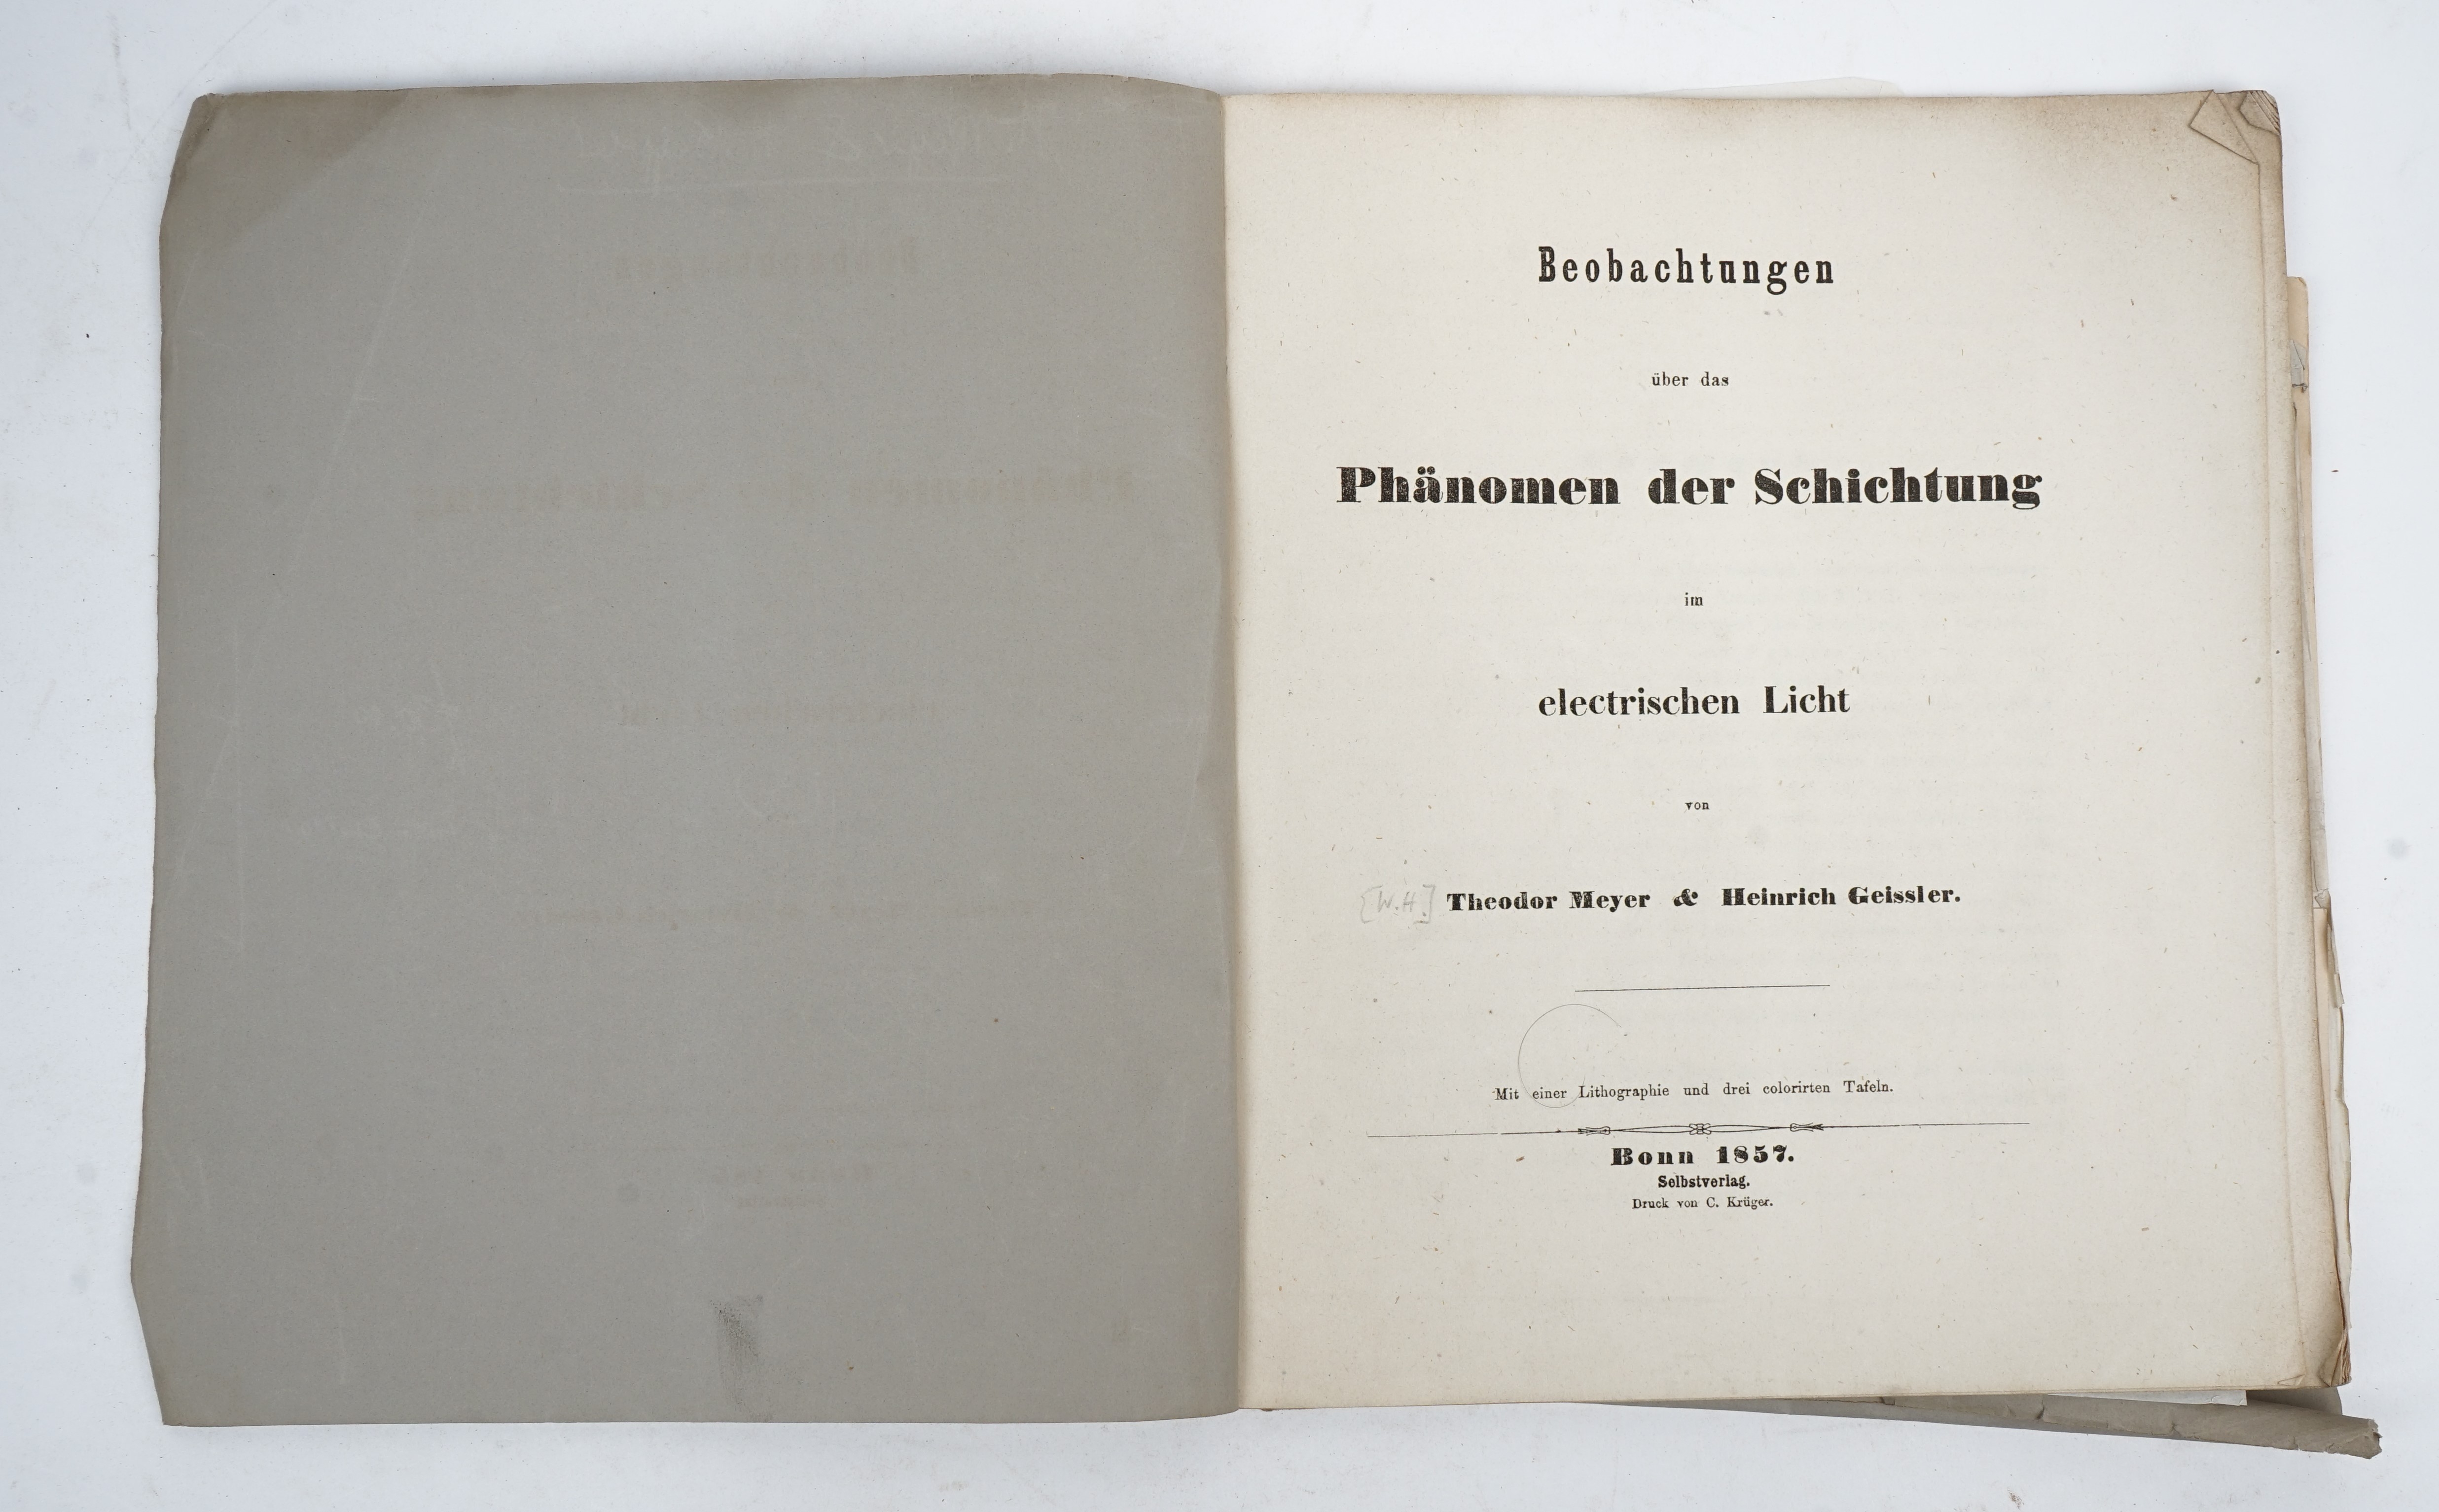 Beobachtungen
über das
Phänomen der Schichtung
im
electrischen Licht
von
[W.H.] Theodor Meyer & Heinrich Geissler.
Mit einer Lithographie und drei colorirten Tafeln.
Bonn 1857.
Selbstverlag.
Druck von C. Krüger.